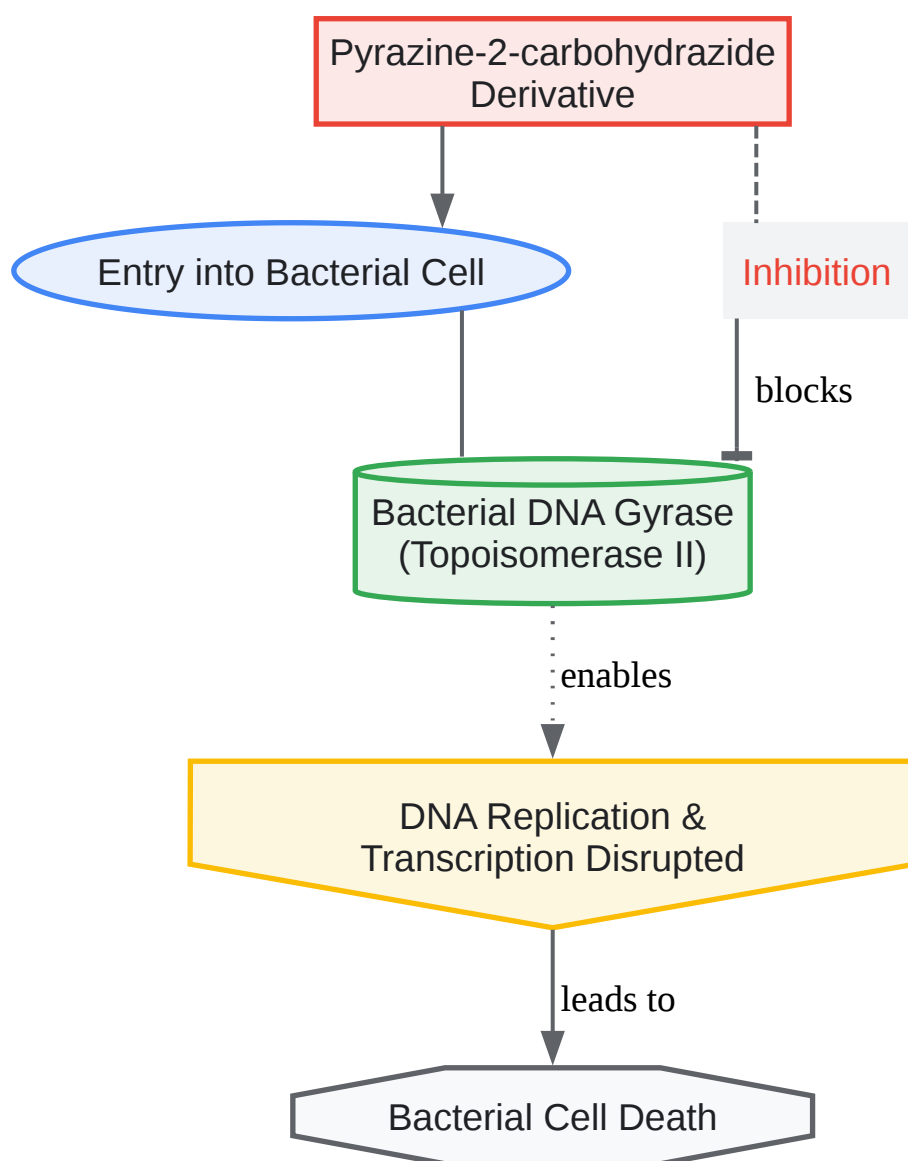 Pyrazine-2-carbohydrazide
Derivative
Entry into Bacterial Cell
Inhibition
blocks
Bacterial DNA Gyrase
(Topoisomerase II)
enables
DNA Replication &
Transcription Disrupted
leads to
Bacterial Cell Death